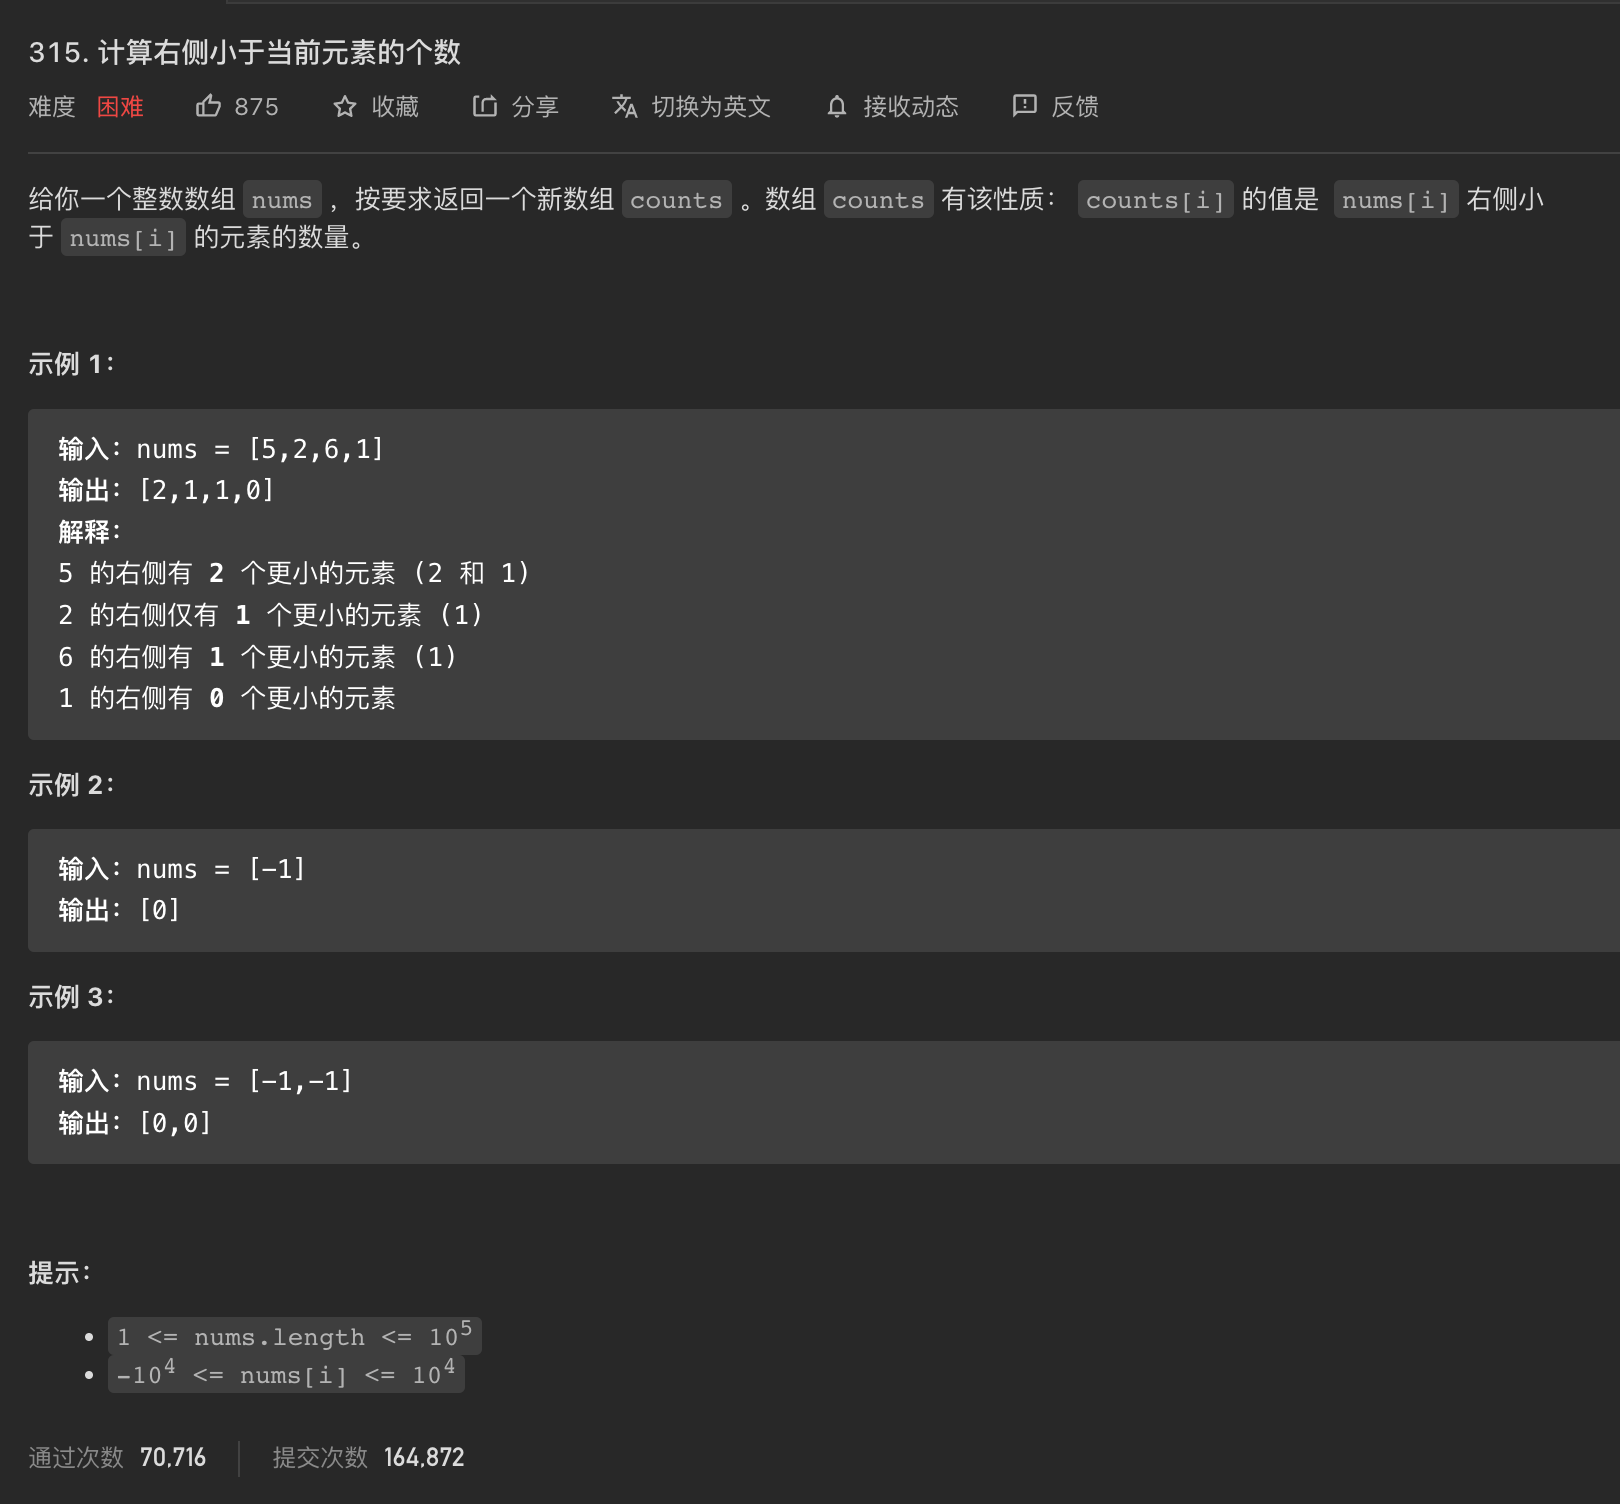 315. 计算右侧小于当前元素的个数
难度 困难 875 收藏 分享 切换为英文 接收动态 反馈
给你一个整数数组 nums ，按要求返回一个新数组 counts 。数组 counts 有该性质： counts[i] 的值是 nums[i] 右侧小
于 nums[i] 的元素的数量。
示例 1：
输入：nums = [5,2,6,1]
输出：[2,1,1,0]
解释：
5 的右侧有 2 个更小的元素 (2 和 1)
2 的右侧仅有 1 个更小的元素 (1)
6 的右侧有 1 个更小的元素 (1)
1 的右侧有 0 个更小的元素
示例 2：
输入：nums = [-1]
输出：[0]
示例 3：
输入：nums = [-1,-1]
输出：[0,0]
提示：
• 1 <= nums.length <= 10⁵
• -10⁴ <= nums[i] <= 10⁴
通过次数 70,716 提交次数 164,872